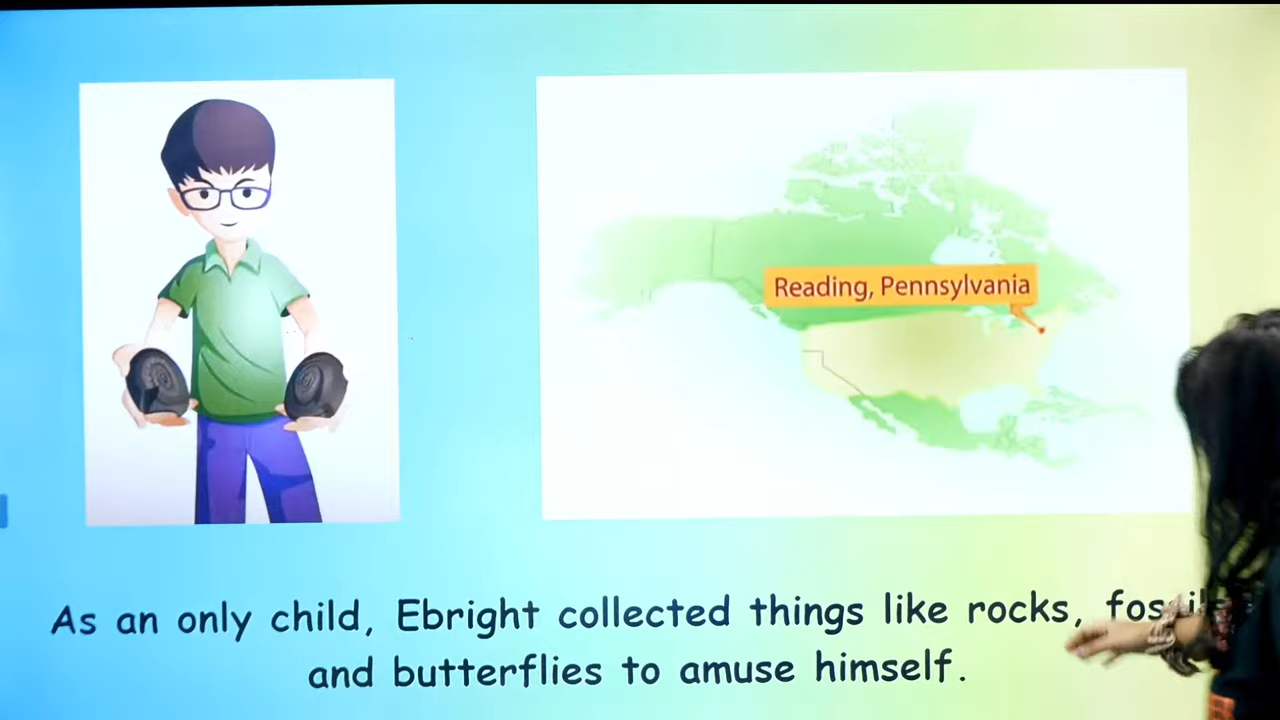 Reading, Pennsylvania
As an only child, Ebright collected things like rocks,
and butterflies to amuse himself.